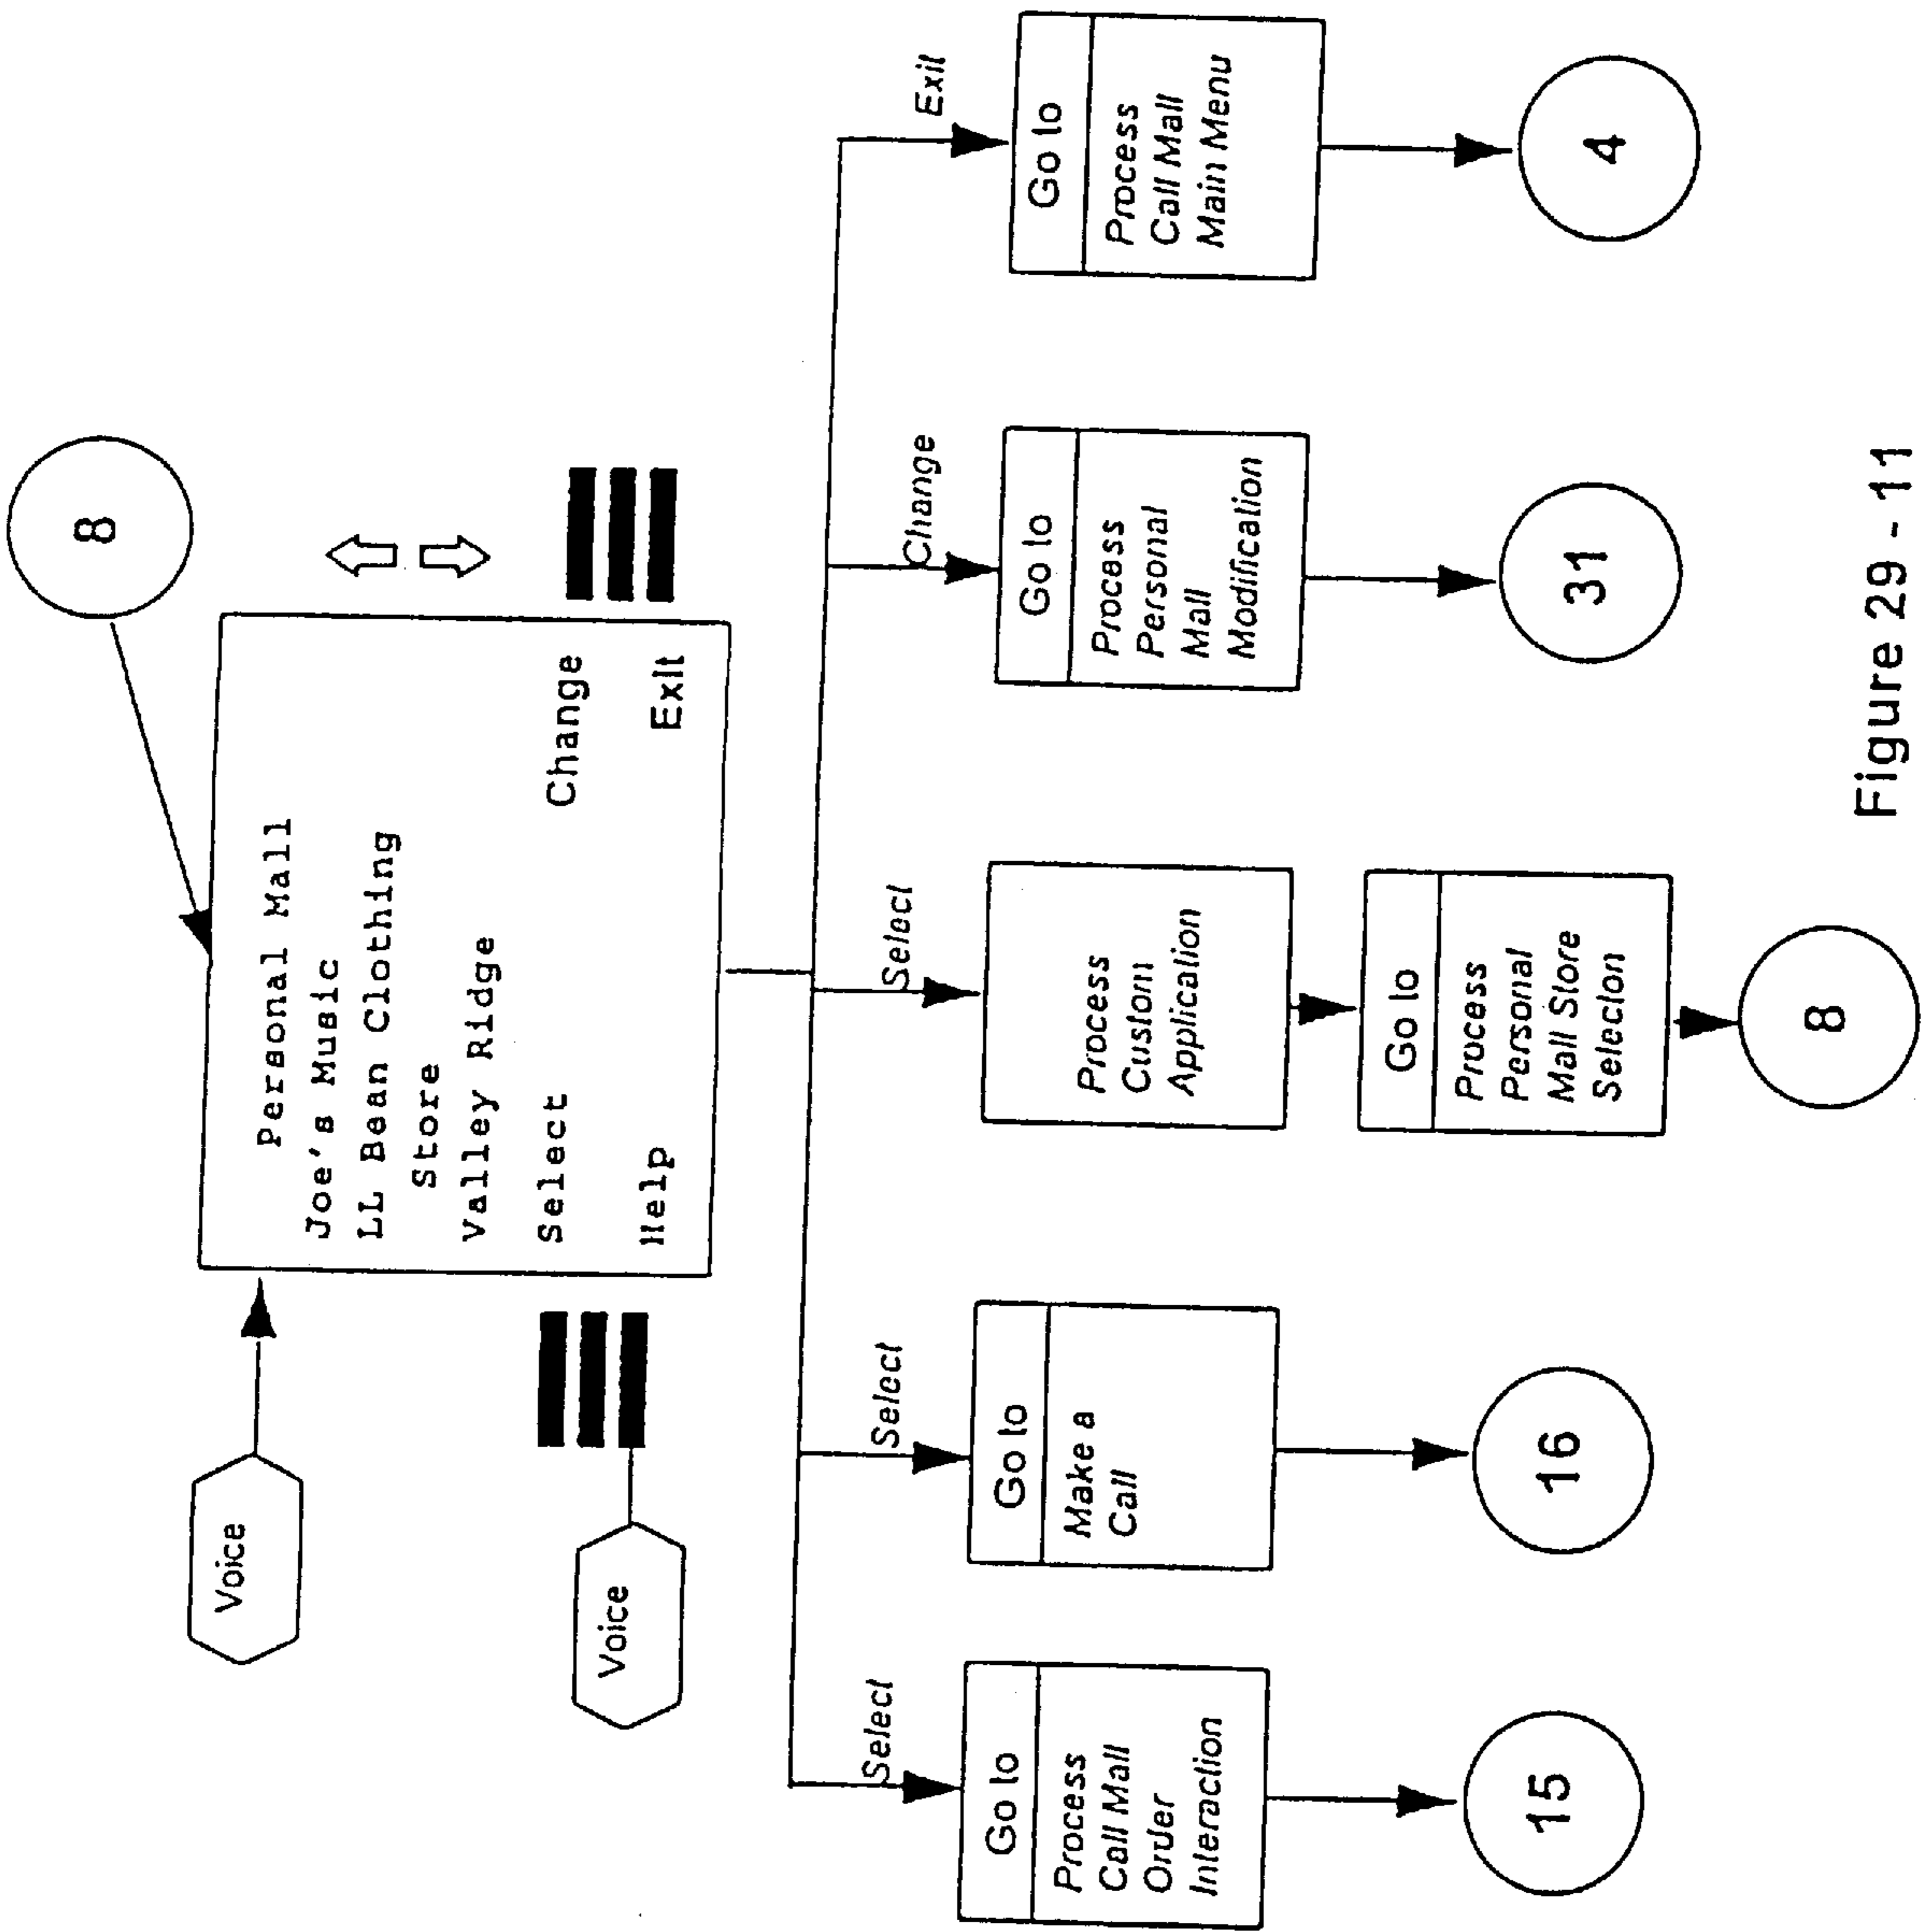 8
Voice
Personal Mall
Joe's Music
LL Bean Clothing
Store
Valley Ridge
Select
Change
Help
Exit
Voice
Select
Select
Select
Change
Exit
Go to
Process
Call Mall
Order
Interaction
15
Go to
Make a
Call
16
Process
Custom
Application
Go to
Process
Personal
Mall Store
Selection
8
Go to
Process
Personal
Mall
Modification
31
Go to
Process
Call Mall
Main Menu
4
Figure 29 - 11